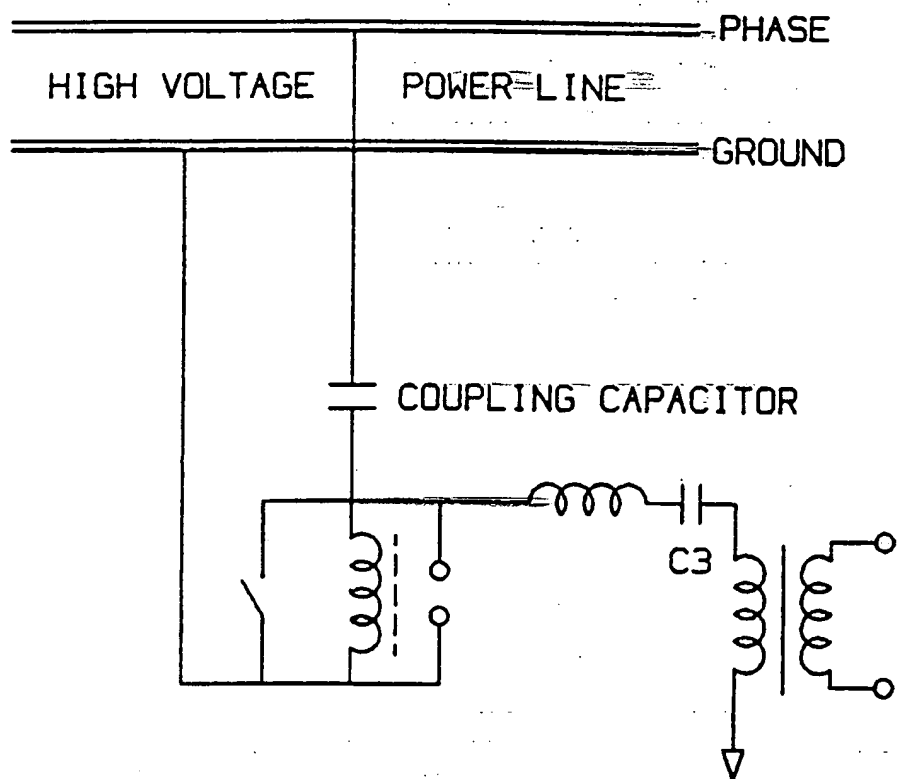 PHASE
HIGH VOLTAGE POWER LINE
GROUND
COUPLING CAPACITOR
C3